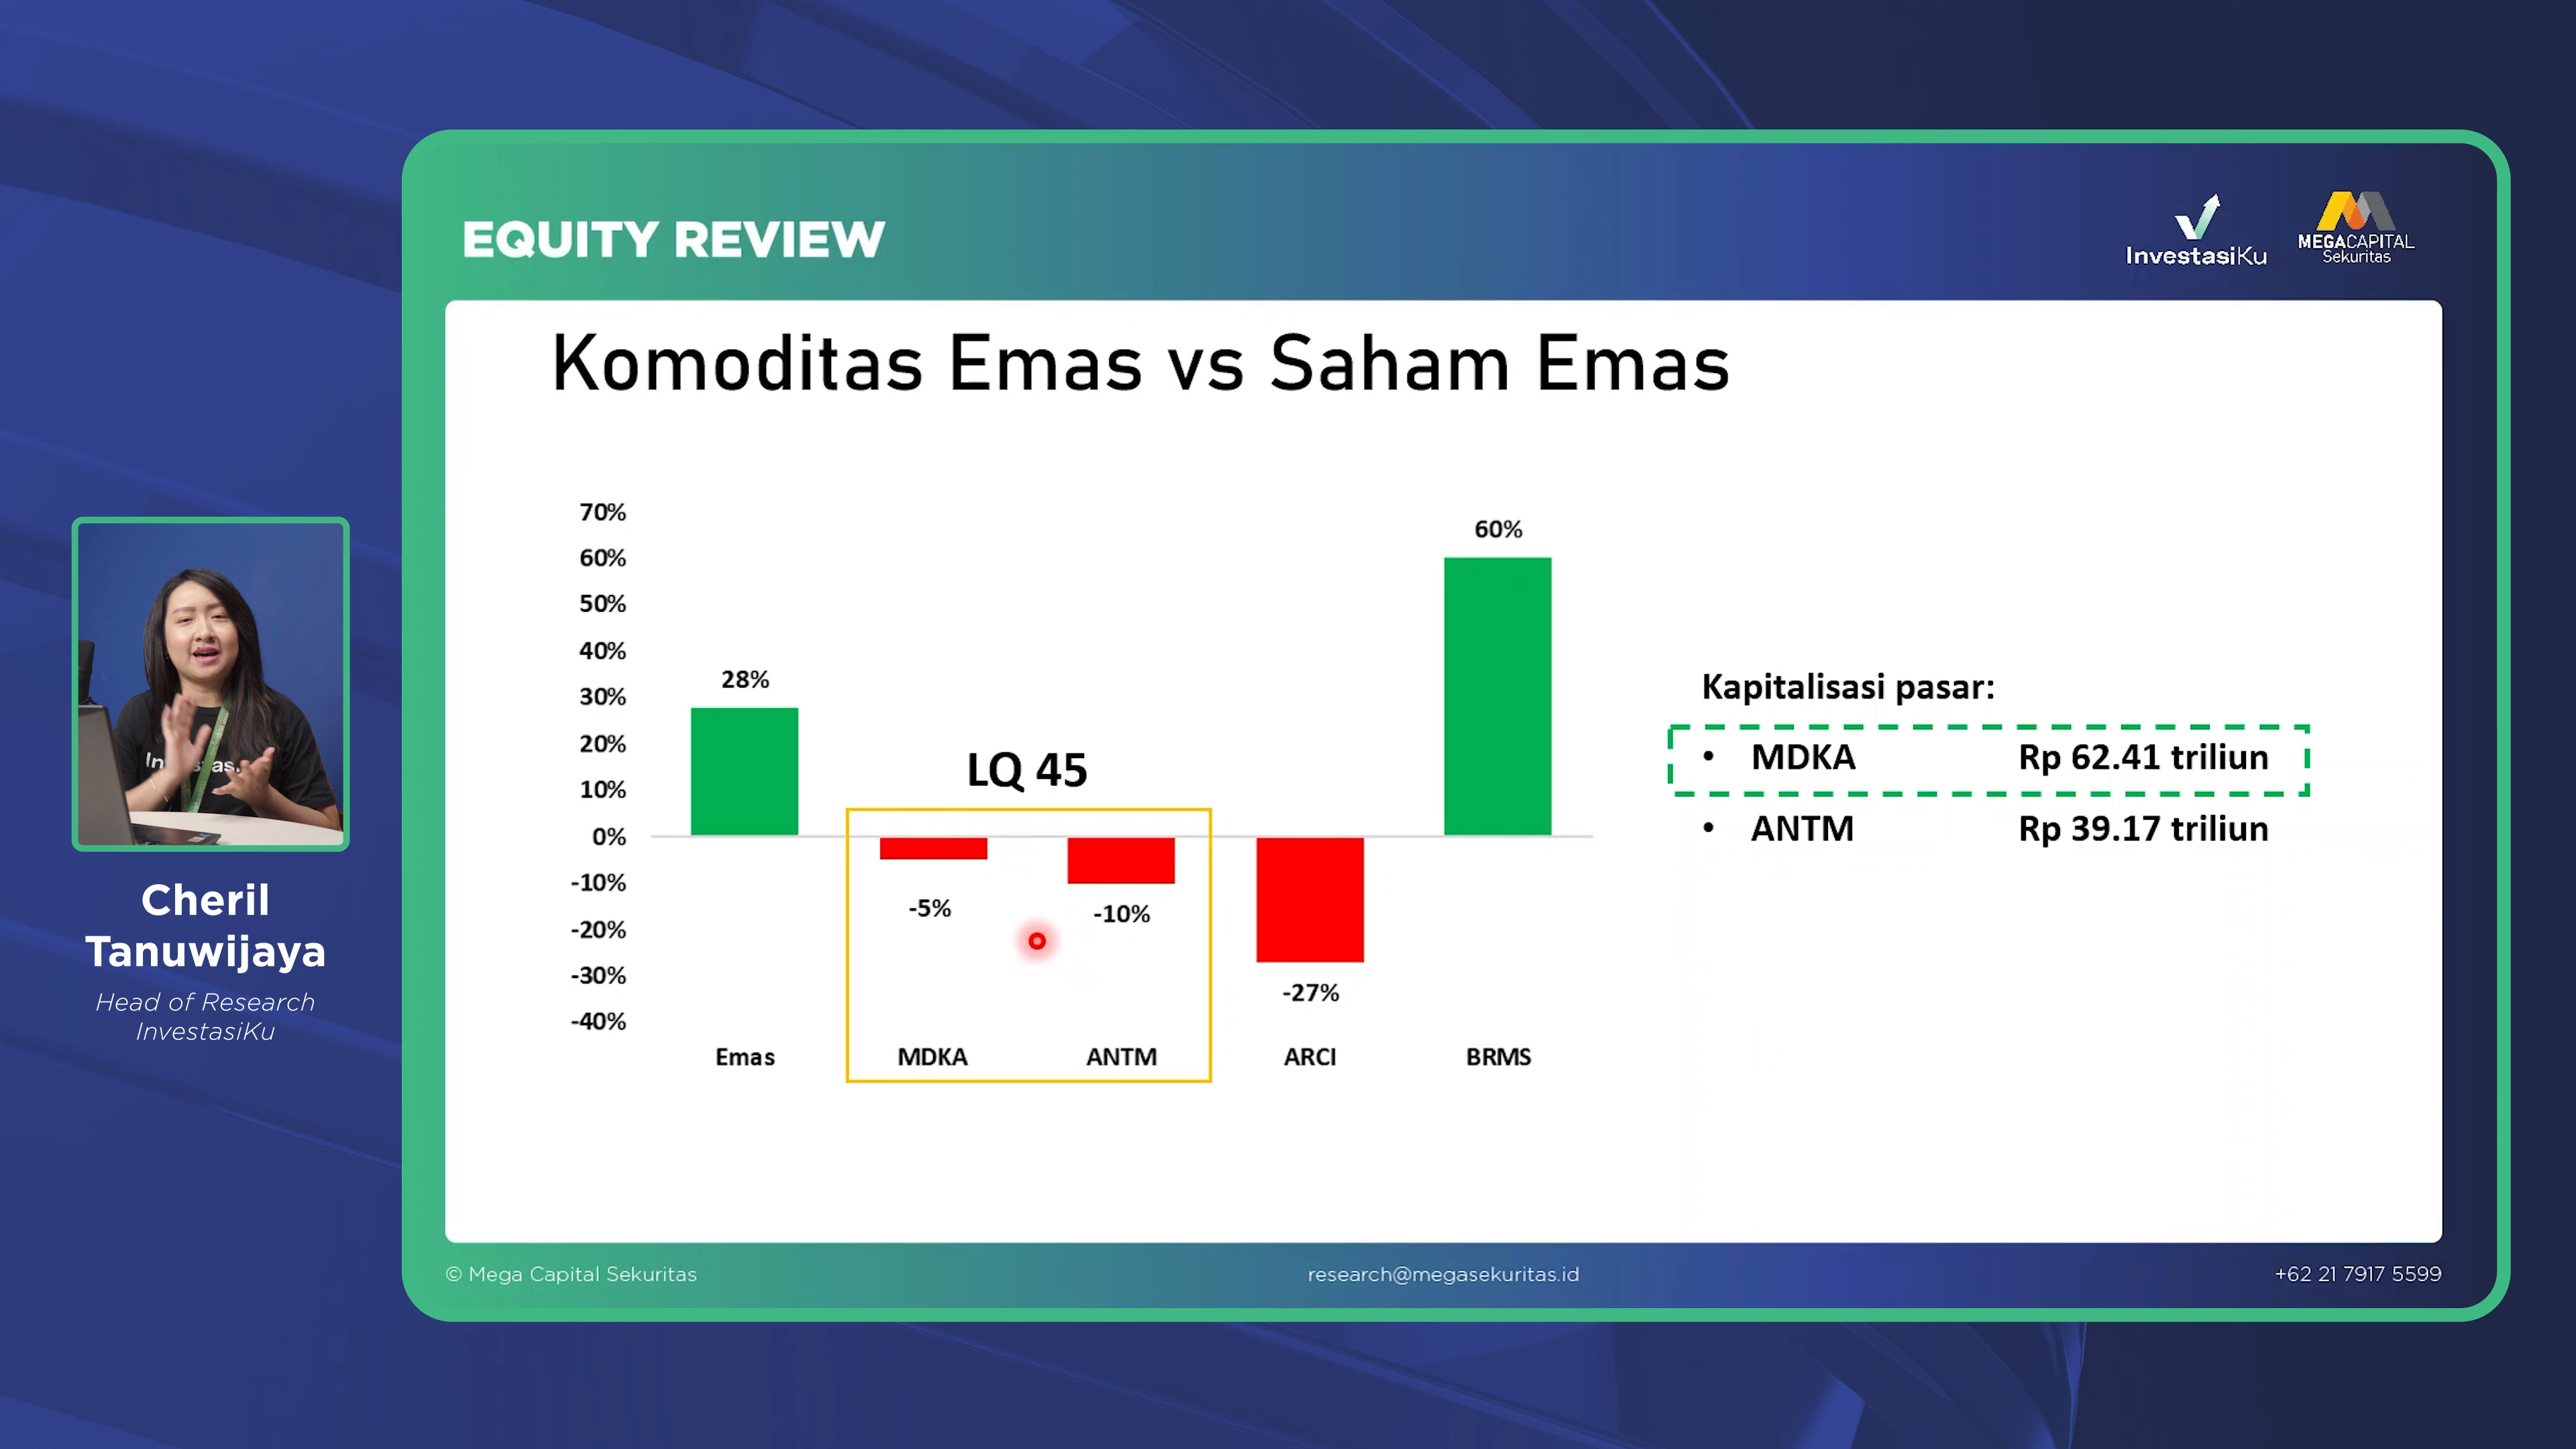 EQUITY REVIEW
InvestasiKu
MEGACAPITAL
Sekuritas
Komoditas Emas vs Saham Emas
70%
60%
50%
40%
30%
20%
10%
0%
-10%
-20%
-30%
-40%
28%
LQ 45
-5%
-10%
-27%
60%
Emas MDKA ANTM ARCI BRMS
Kapitalisasi pasar:
• MDKA Rp 62.41 triliun
• ANTM Rp 39.17 triliun
Cheril
Tanuwijaya
Head of Research
InvestasiKu
© Mega Capital Sekuritas
research@megasekuritas.id
+62 21 7917 5599